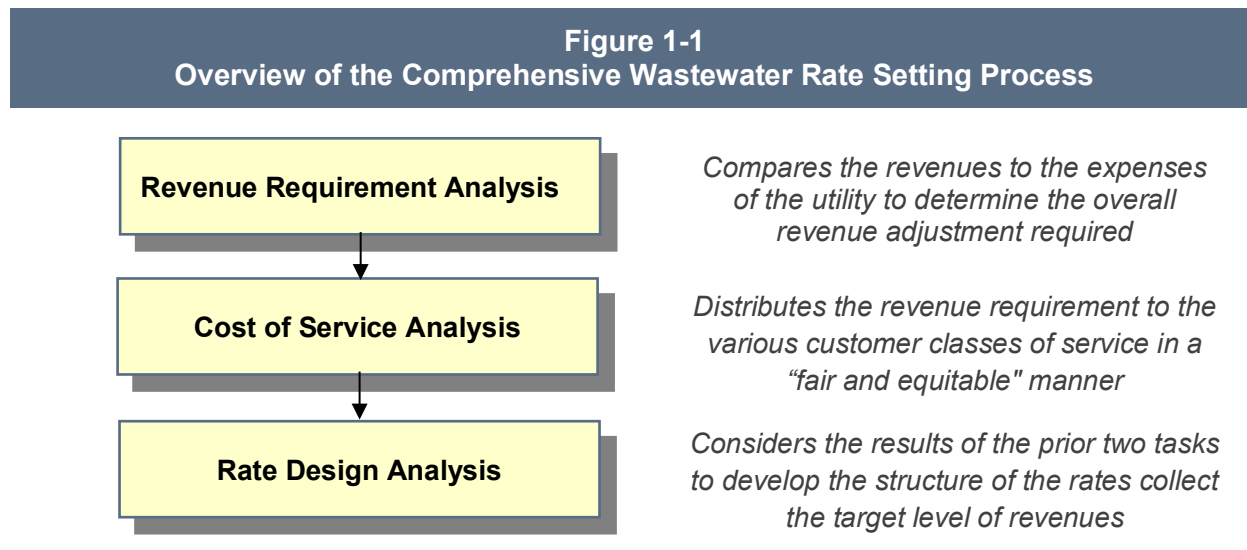 Figure 1-1
Overview of the Comprehensive Wastewater Rate Setting Process
Revenue Requirement Analysis
Compares the revenues to the expenses
of the utility to determine the overall
revenue adjustment required
Cost of Service Analysis
Distributes the revenue requirement to the
various customer classes of service in a
“fair and equitable" manner
Rate Design Analysis
Considers the results of the prior two tasks
to develop the structure of the rates collect
the target level of revenues